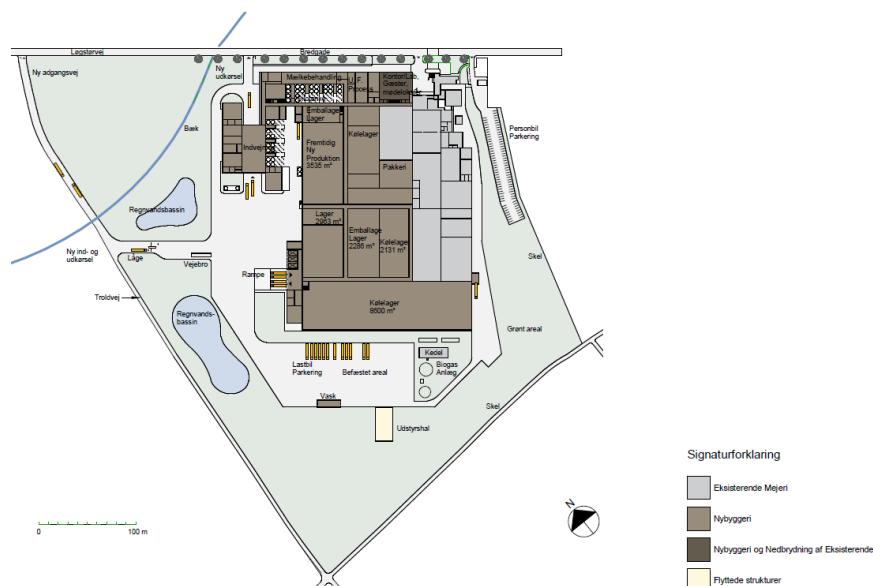 Løgstørvej
Bredgade
Ny adgangsvej
Ny
udkørsel
Mælkebehandling
Process
Kontor/Lab,
Gæster,
mødelokaler
Emballage
Lager
Bæk
Indvejning
Fremtidig
Ny
Produktion
3535 m²
Kølelager
Pakkeri
Personbil
Parkering
Regnvandsbassin
Lager
2963 m²
Emballage
Lager
2286 m²
Kølelager
2131 m²
Ny ind- og
udkørsel
Låge
Vejebro
Rampe
Skel
Troldvej
Regnvands-
bassin
Kølelager
8600 m²
Grønt areal
Kedel
Lastbil
Parkering
Befæstet areal
Biogas
Anlæg
Vask
Skel
Udstyrshal
Signaturforklaring
Eksisterende Mejeri
Nybyggeri
Nybyggeri og Nedbrydning af Eksisterende
Flyttede strukturer
N
0
100 m